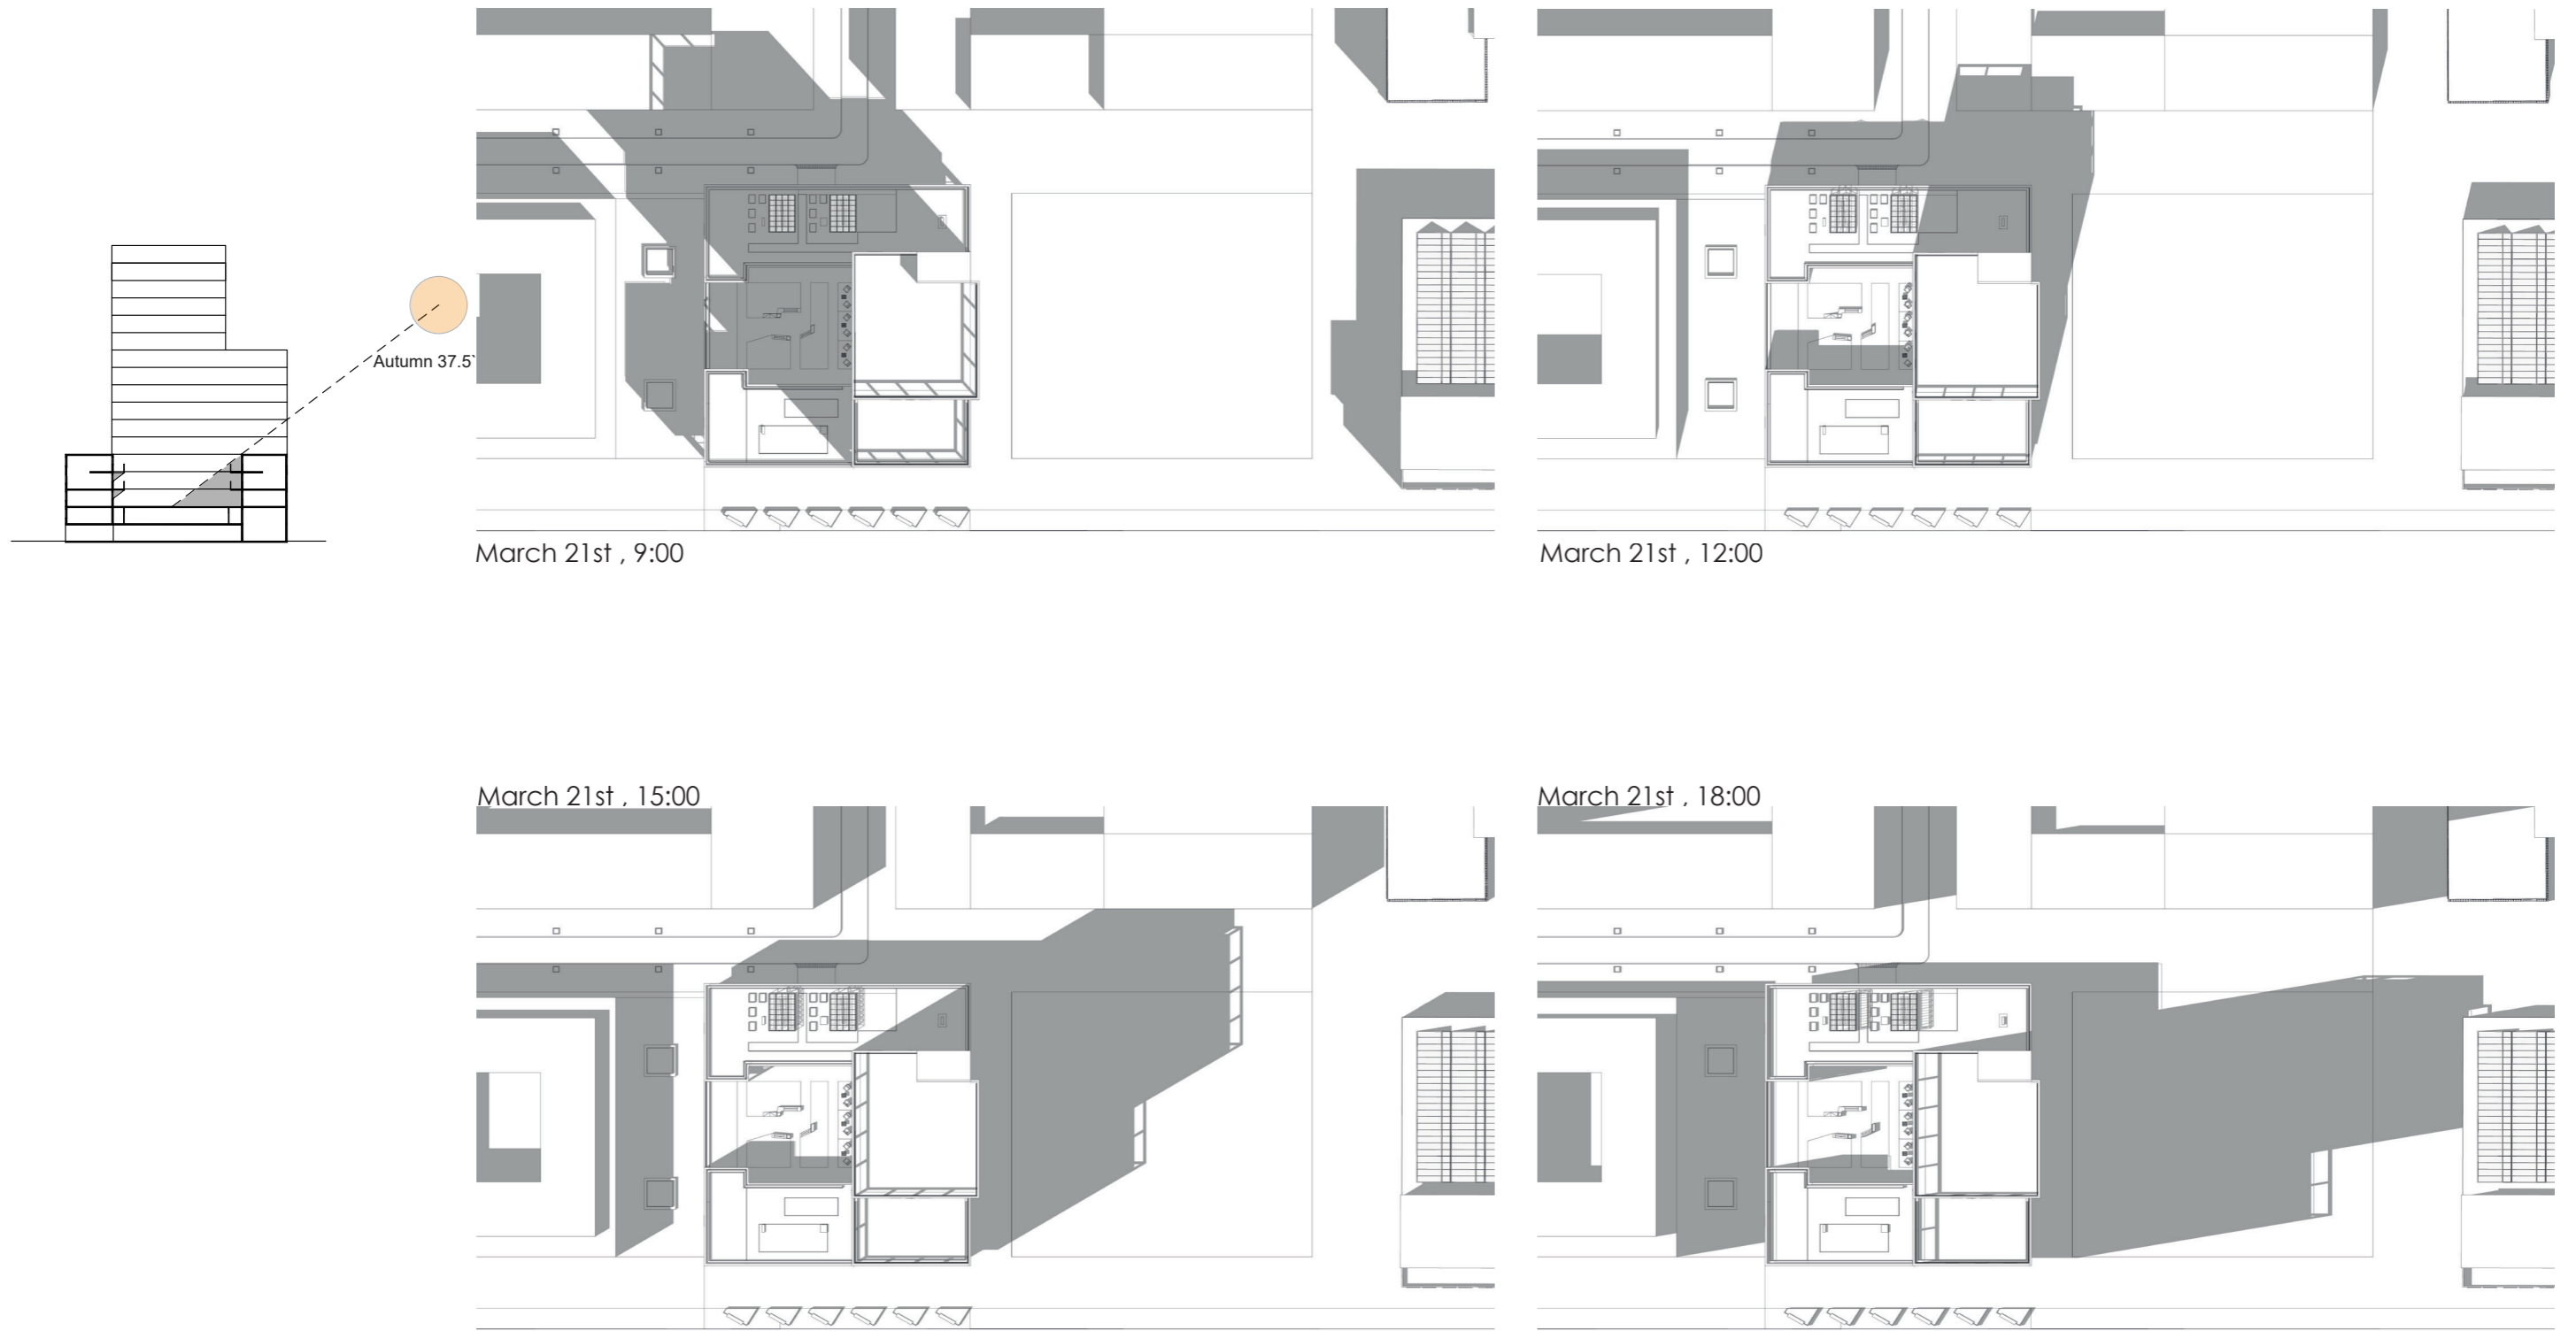 Autumn 37.5°
March 21st , 9:00
March 21st , 12:00
March 21st , 15:00
March 21st , 18:00